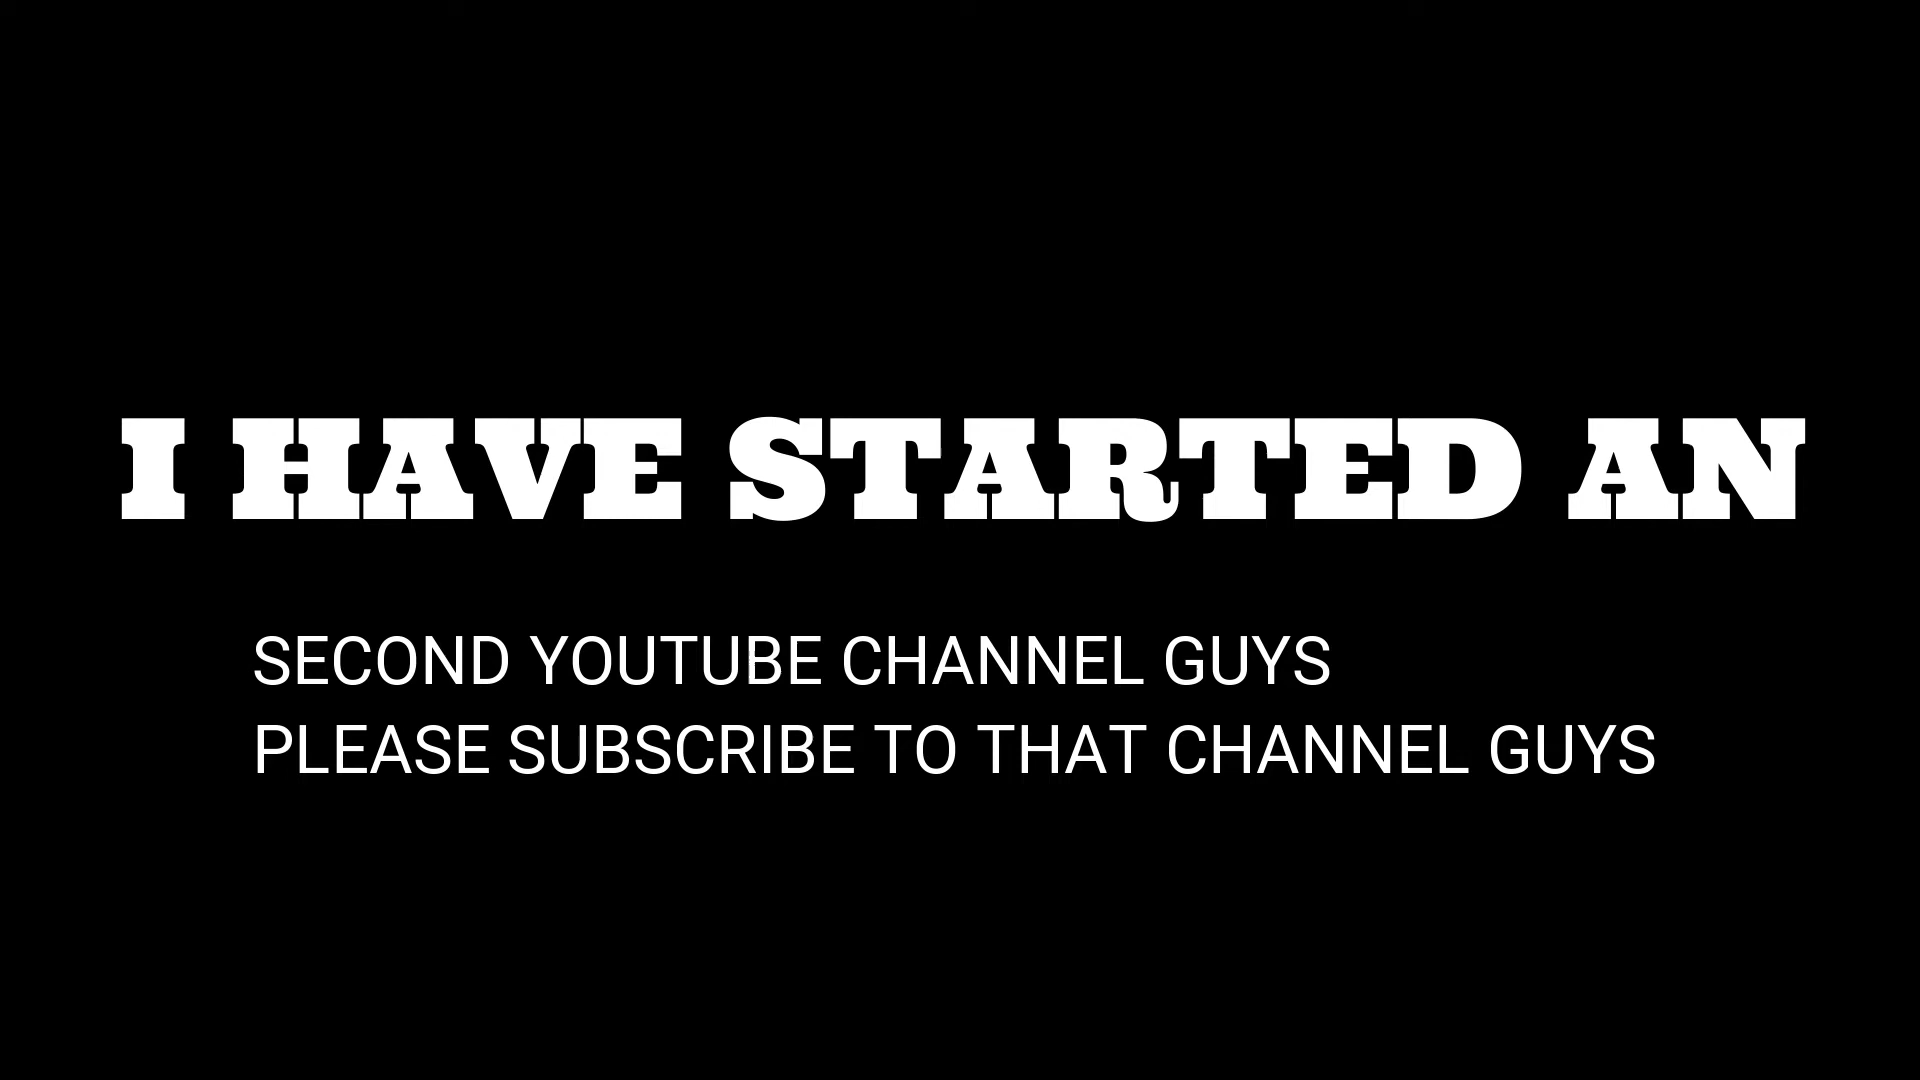 I HAVE STARTED AN
SECOND YOUTUBE CHANNEL GUYS
PLEASE SUBSCRIBE TO THAT CHANNEL GUYS